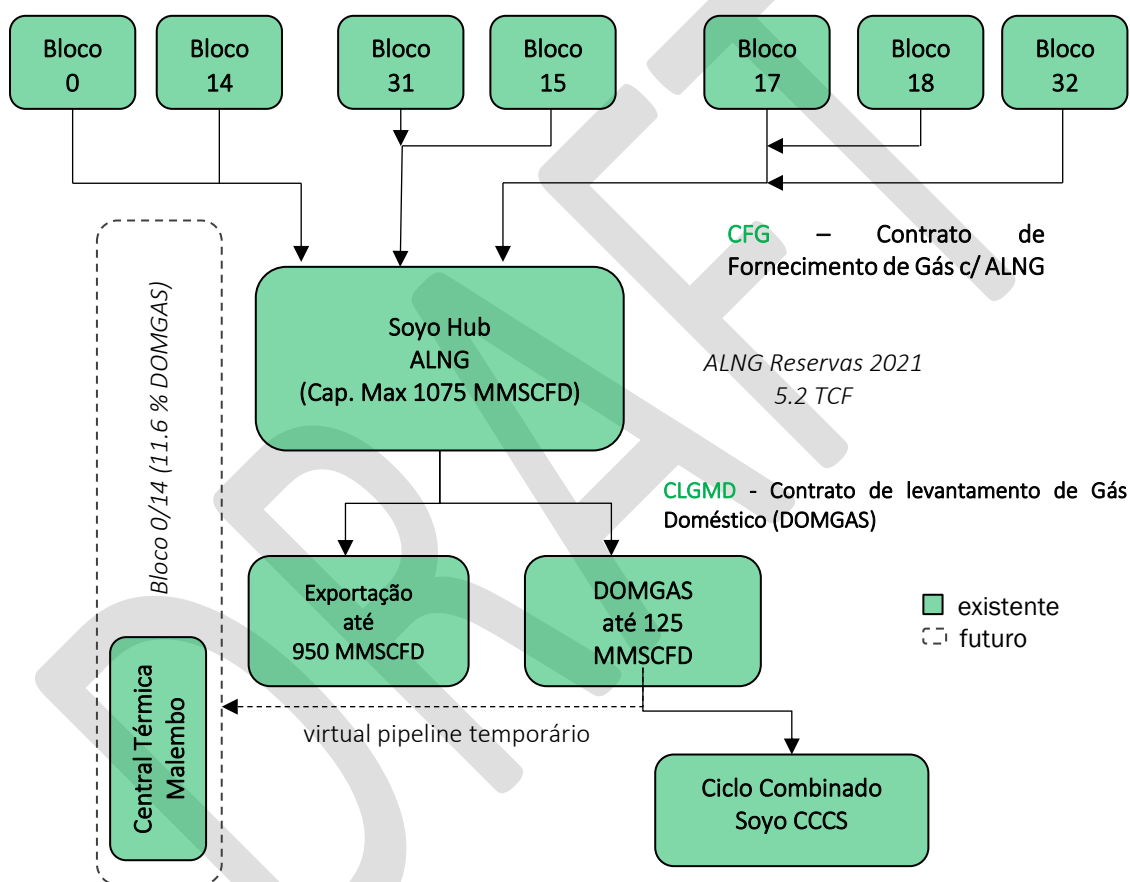 Bloco
0
Bloco
14
Bloco
31
Bloco
15
Bloco
17
Bloco
18
Bloco
32
CFG – Contrato de
Fornecimento de Gás c/ ALNG
Soyo Hub
ALNG
(Cap. Max 1075 MMSCFD)
ALNG Reservas 2021
5.2 TCF
Bloco 0/14 (11.6 % DOMGAS)
CLGMD - Contrato de levantamento de Gás
Doméstico (DOMGAS)
Exportação
até
950 MMSCFD
DOMGAS
até 125
MMSCFD
existente
futuro
Central Térmica
Malembo
virtual pipeline temporário
Ciclo Combinado
Soyo CCCS
DRAFT